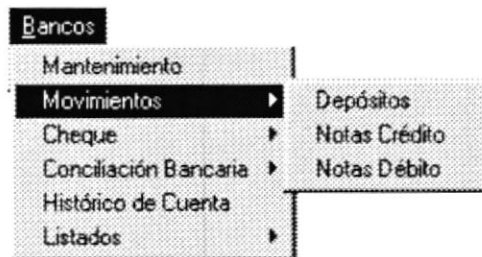 Bancos
Mantenimiento
Movimientos
Cheque
Conciliación Bancaria
Histórico de Cuenta
Listados
Depósitos
Notas Crédito
Notas Débito